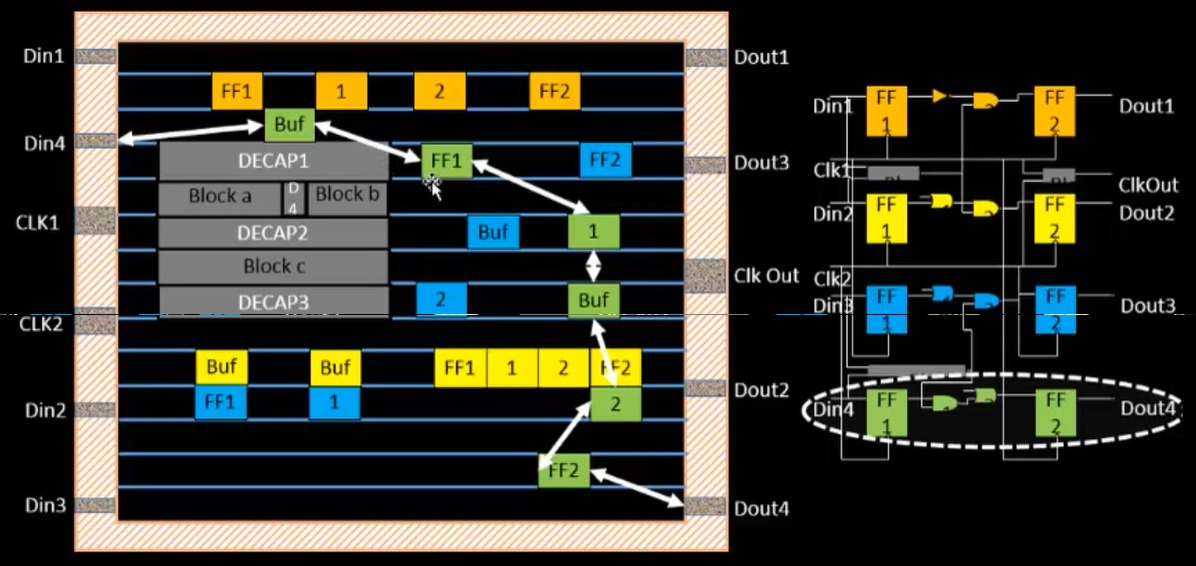 Din1
Dout1
FF1 1 2 FF2
Buf
Din4
DECAP1
FF1
FF2
Dout3
Block a
D
4
Block b
CLK1
DECAP2
Buf
1
Block c
Clk Out
DECAP3
2
Buf
CLK2
Buf
Buf
FF1 1 2 FF2
Dout2
FF1
1
2
Din2
FF2
Din3
Dout4
Din1
FF
1
2
FF
2
Dout1
Clk1
ClkOut
Din2
FF
1
FF
2
Dout2
Clk2
Din3
FF
1
FF
2
Dout3
Din4
FF
1
FF
2
Dout4